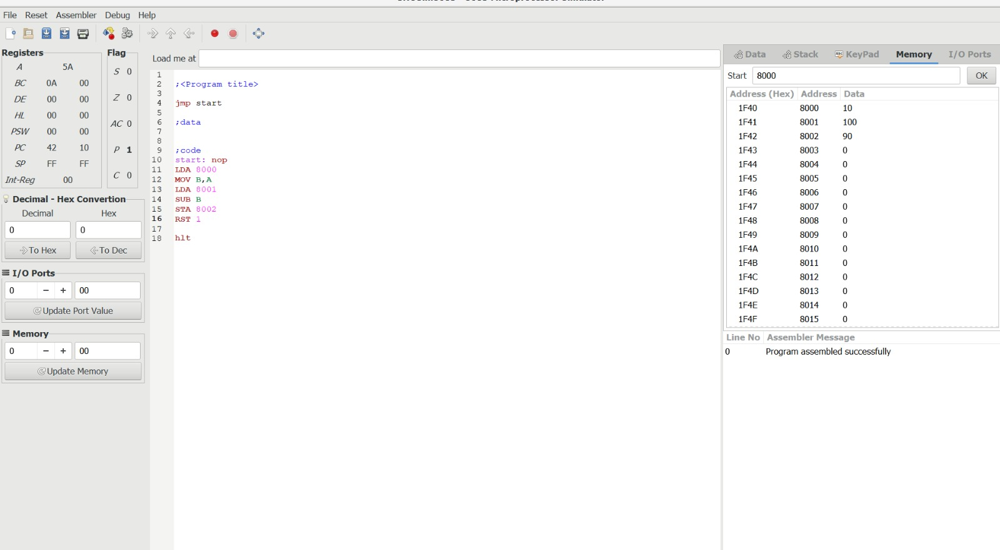 File Reset Assembler Debug Help
Registers
A 5A
BC 0A 00
DE 00 00
HL 00 00
PSW 00 00
PC 42 10
SP FF FF
Int-Reg 00
Flag
S 0
Z 0
AC 0
P 1
C 0
Decimal - Hex Convertion
Decimal Hex
0 0
To Hex To Dec
I/O Ports
0 − + 00
Update Port Value
Memory
0 − + 00
Update Memory
Load me at
1
2 ;<Program title>
3
4 jmp start
5
6 ;data
7
8
9 ;code
10 start: nop
11 LDA 8000
12 MOV B,A
13 LDA 8001
14 SUB B
15 STA 8002
16 RST 1
17
18 hlt
Data Stack KeyPad Memory I/O Ports
Start 8000 OK
Address (Hex) Address Data
1F40 8000 10
1F41 8001 100
1F42 8002 90
1F43 8003 0
1F44 8004 0
1F45 8005 0
1F46 8006 0
1F47 8007 0
1F48 8008 0
1F49 8009 0
1F4A 8010 0
1F4B 8011 0
1F4C 8012 0
1F4D 8013 0
1F4E 8014 0
1F4F 8015 0
Line No Assembler Message
0 Program assembled successfully